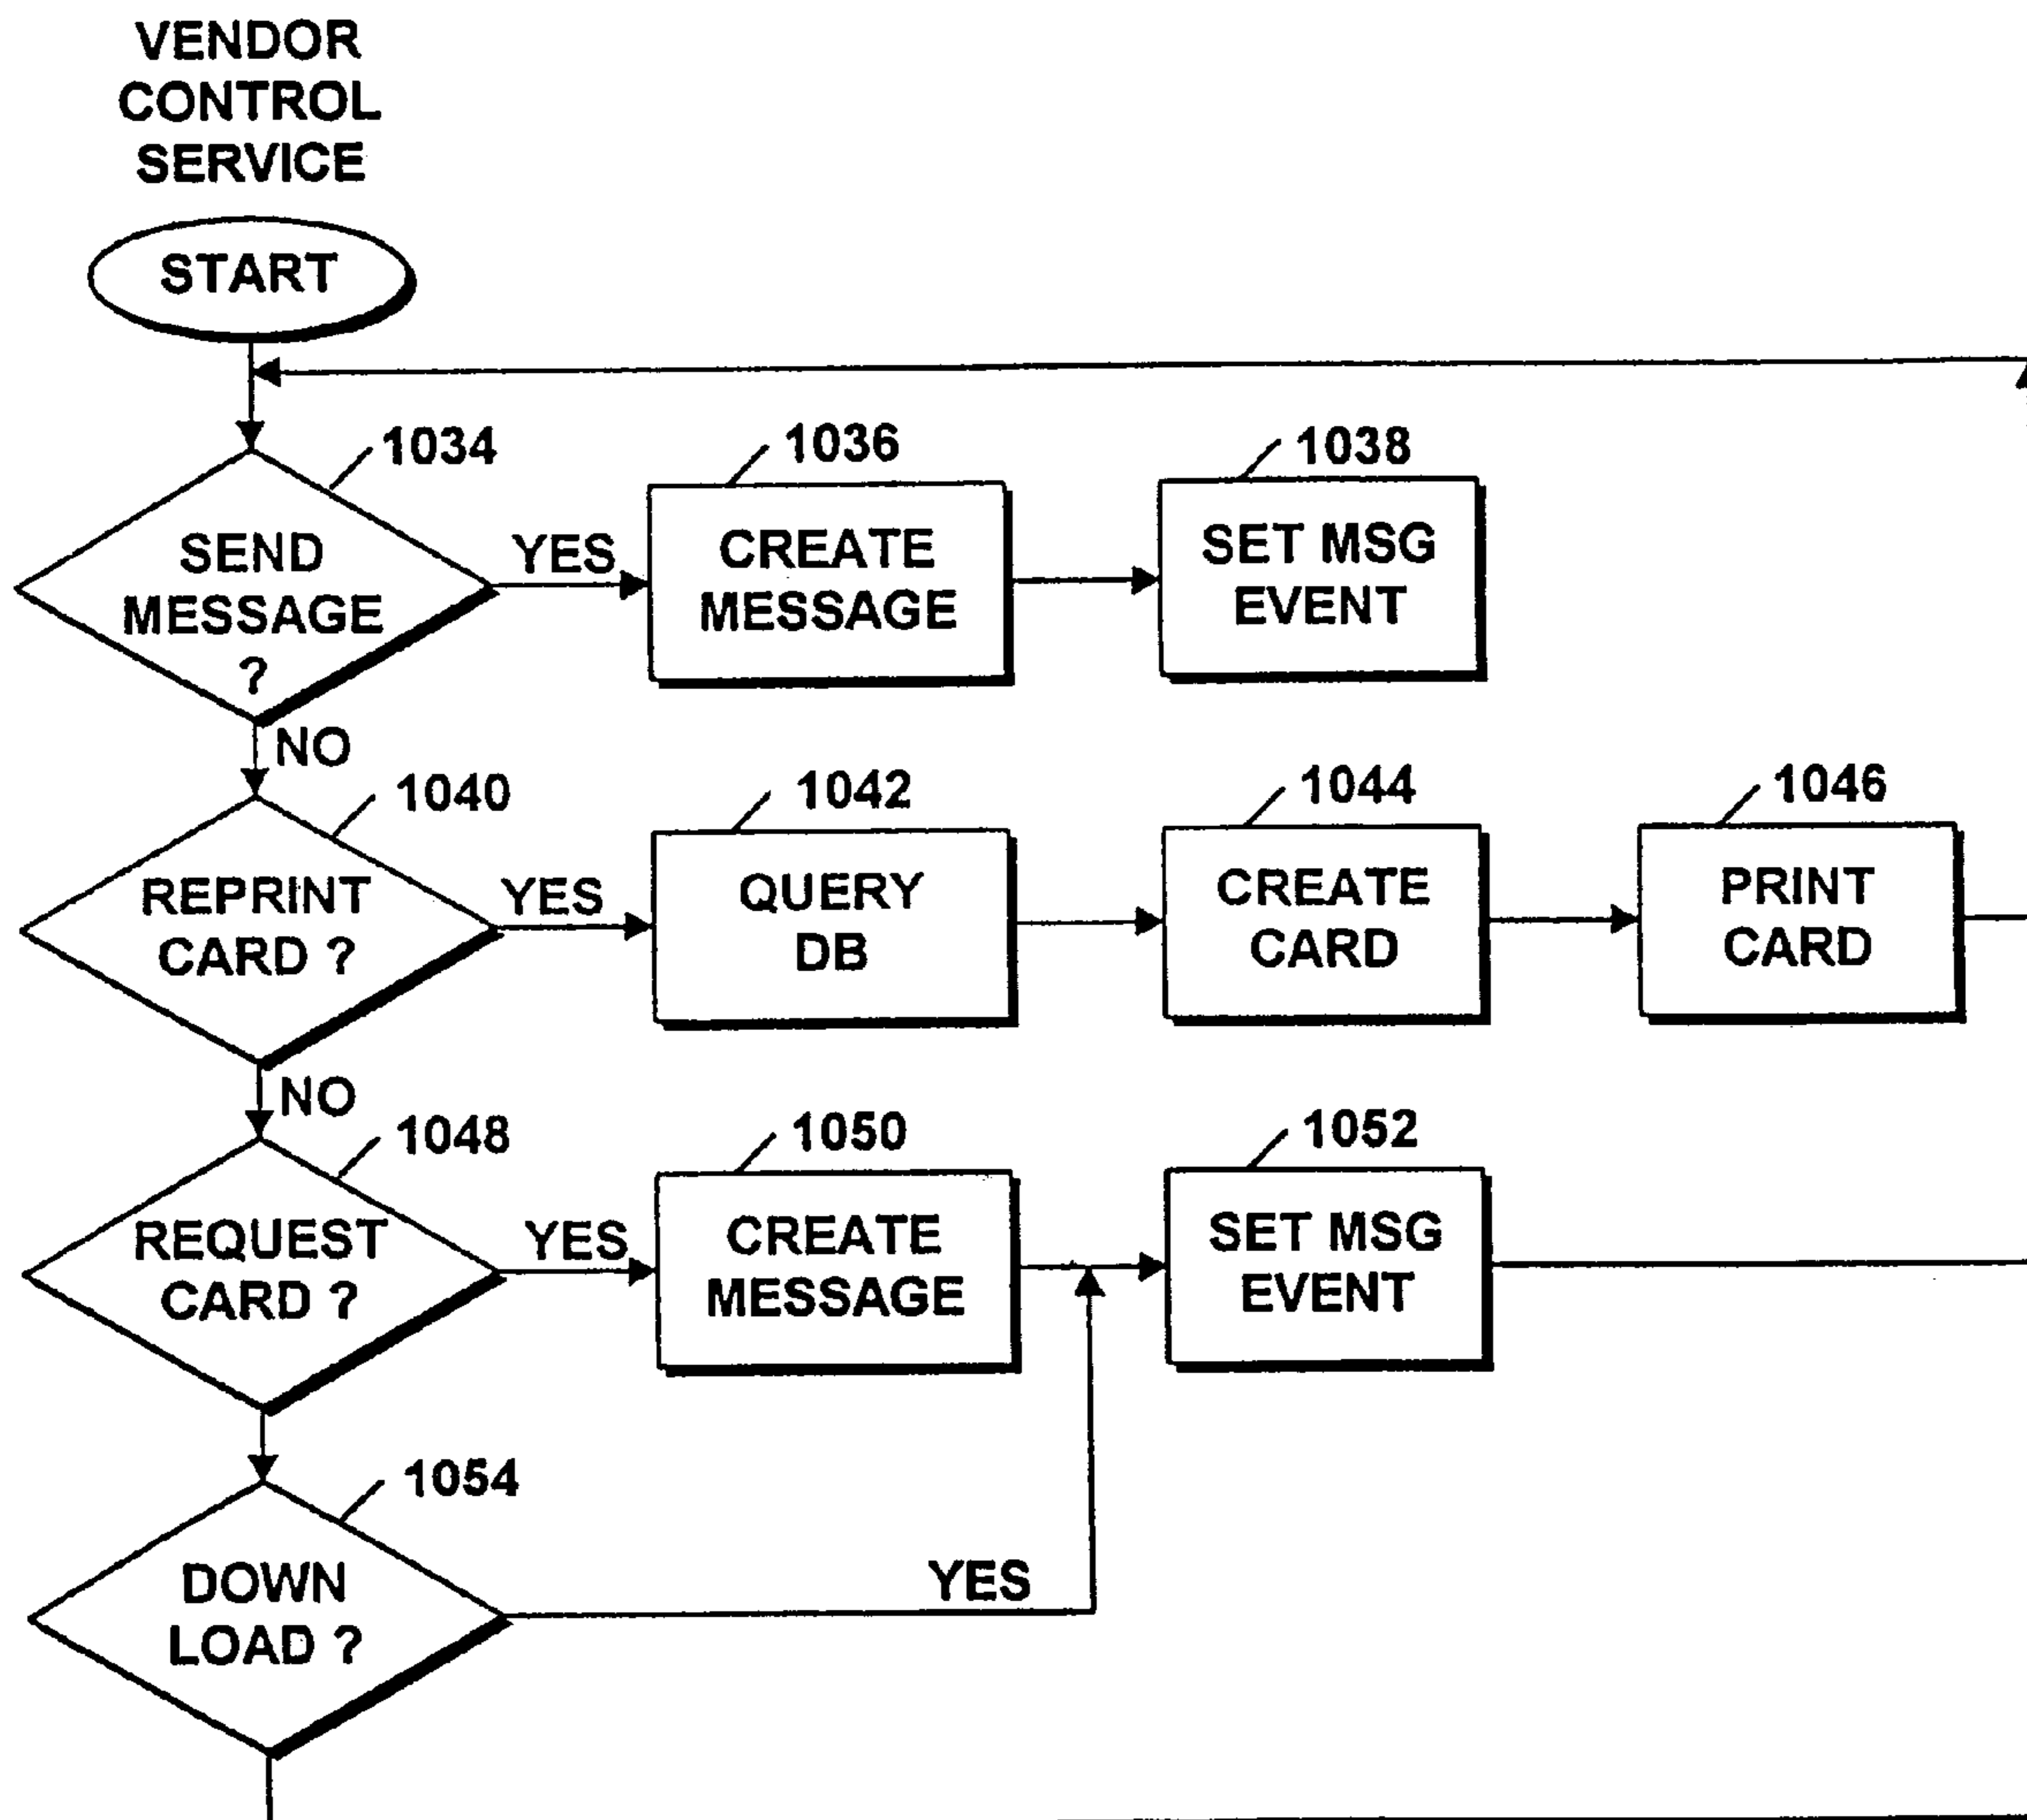 VENDOR
CONTROL
SERVICE
START
1034
SEND
MESSAGE
?
YES
1036
CREATE
MESSAGE
1038
SET MSG
EVENT
NO
1040
REPRINT
CARD ?
YES
1042
QUERY
DB
1044
CREATE
CARD
1046
PRINT
CARD
NO
1048
REQUEST
CARD ?
YES
1050
CREATE
MESSAGE
1052
SET MSG
EVENT
1054
DOWN
LOAD ?
YES